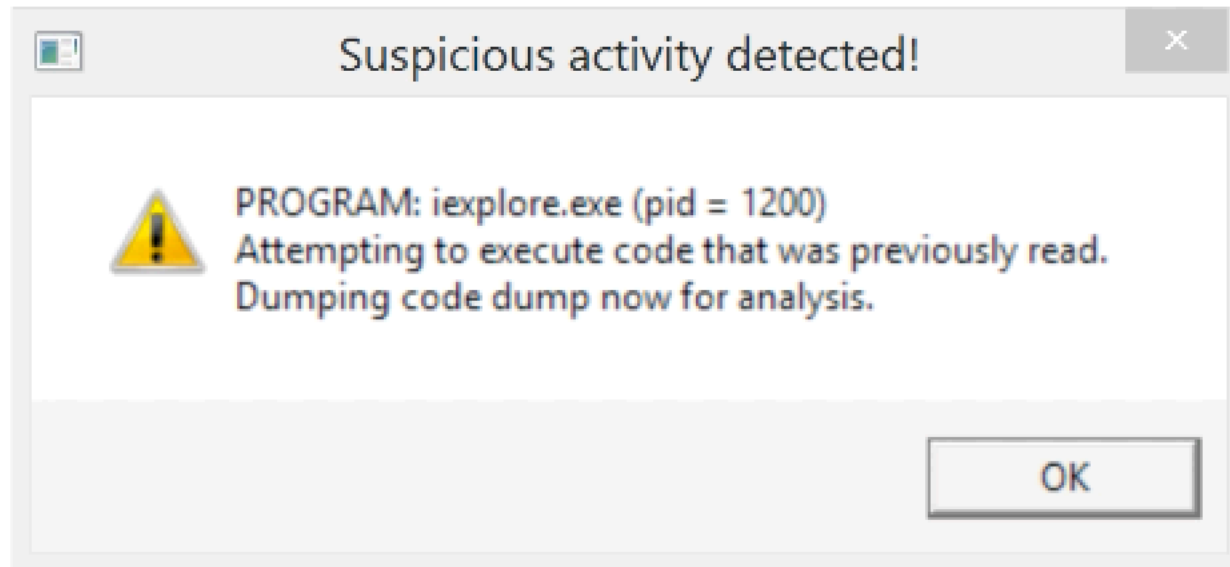 Suspicious activity detected!
PROGRAM: iexplore.exe (pid = 1200)
Attempting to execute code that was previously read.
Dumping code dump now for analysis.
OK